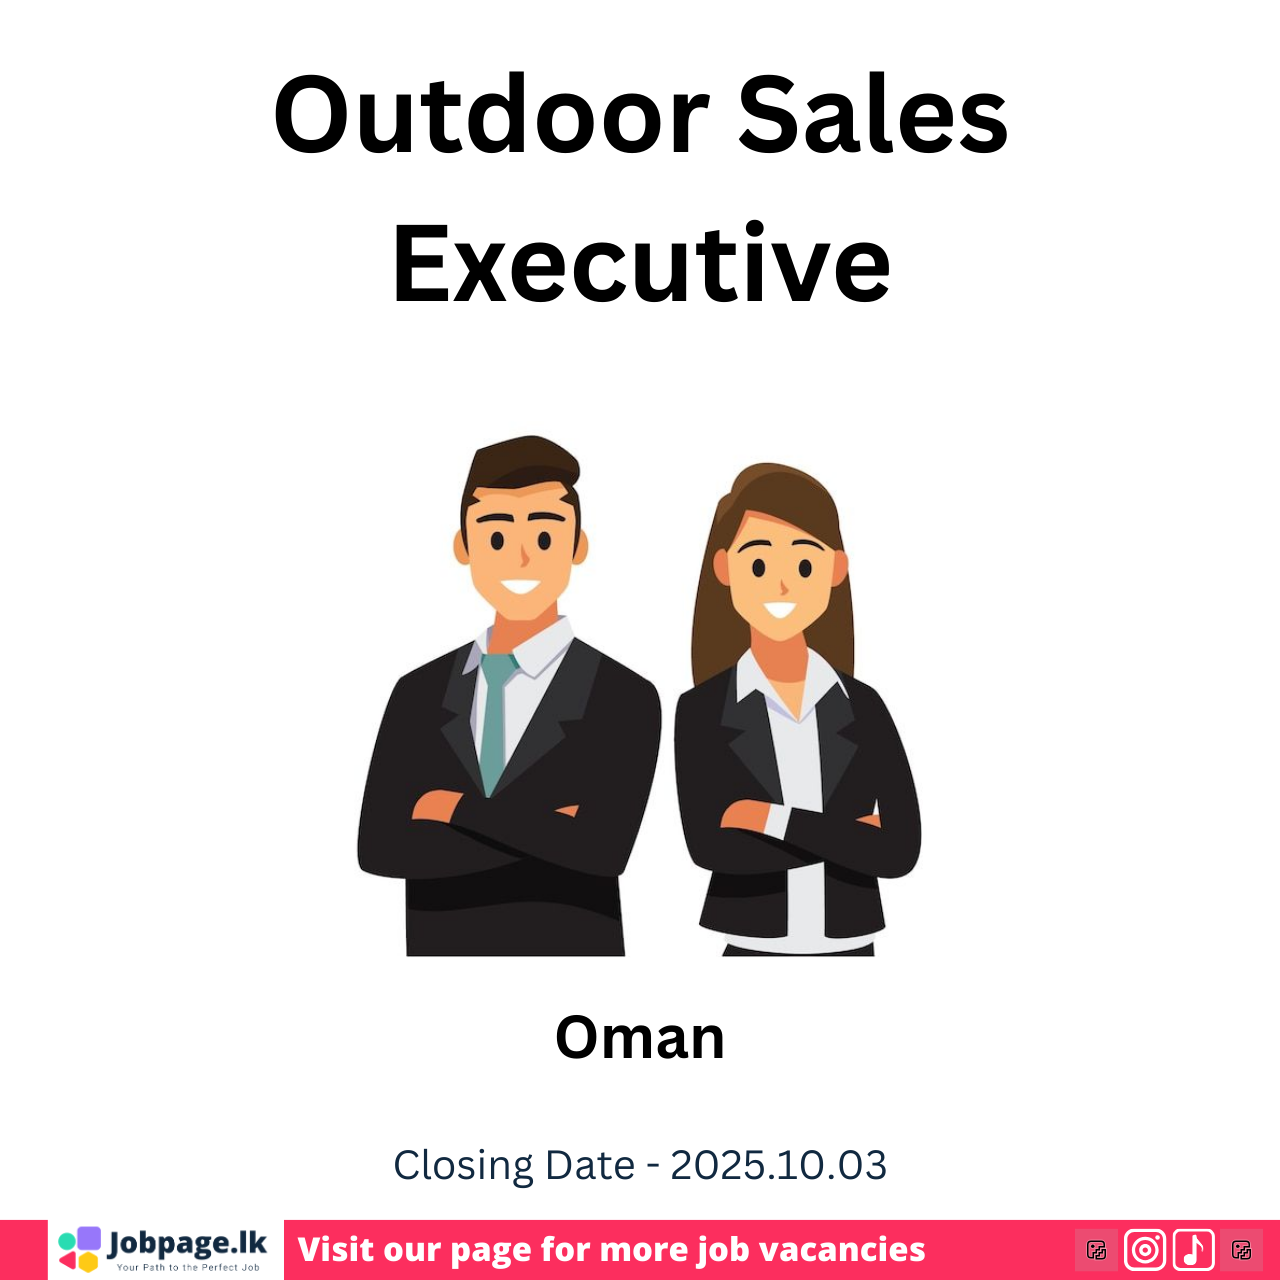 Outdoor Sales
Executive
Oman
Closing Date - 2025.10.03
Jobpage.lk
Your Path to the Perfect Job
Visit our page for more job vacancies